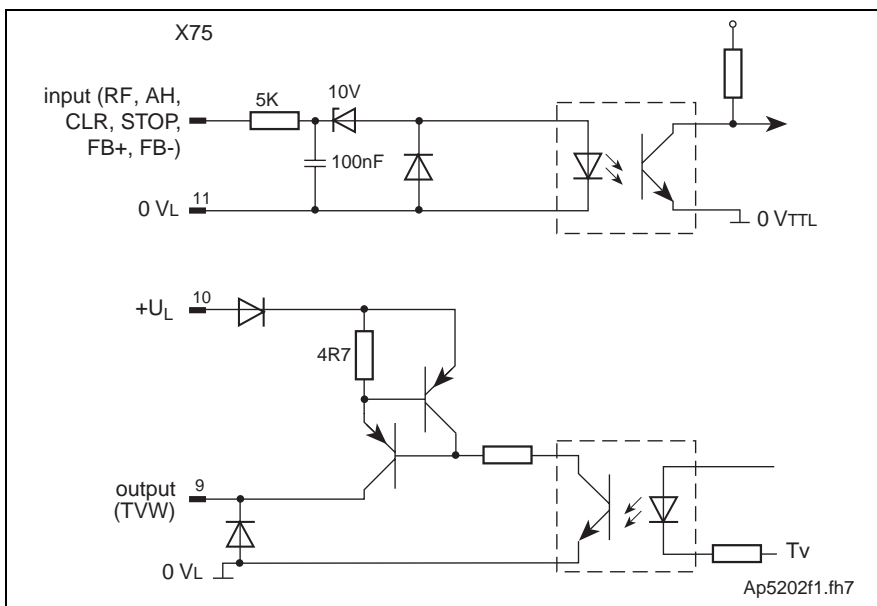 X75
input (RF, AH,
CLR, STOP,
FB+, FB-)
5K
10V
100nF
0 VL
11
0 VTTL
+UL
10
4R7
output
(TVW)
9
0 VL
Tv
Ap5202f1.fh7